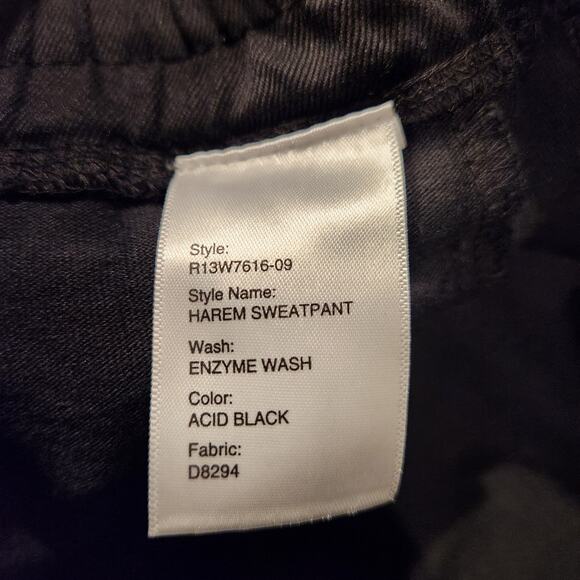 Style:
R13W7616-09
Style Name:
HAREM SWEATPANT
Wash:
ENZYME WASH
Color:
ACID BLACK
Fabric:
D8294